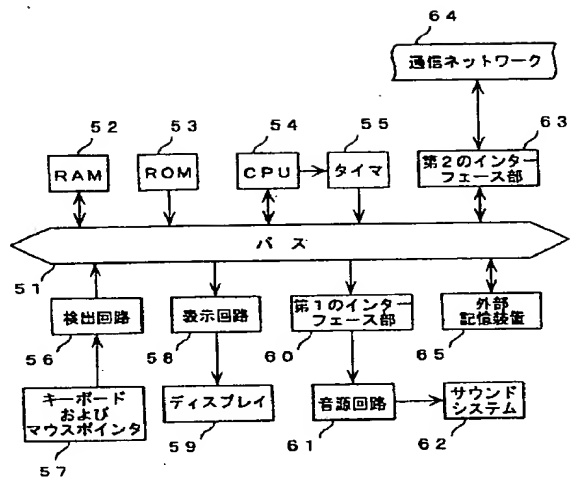 64
通信ネットワーク
52
53
54
55
63
RAM
ROM
CPU
タイマ
第2のインター
フェース部
バス
51
検出回路
表示回路
第1のインター
フェース部
外部
記憶装置
56
58
60
65
キーボード
および
マウスポインタ
ディスプレイ
音源回路
サウンド
システム
57
59
61
62